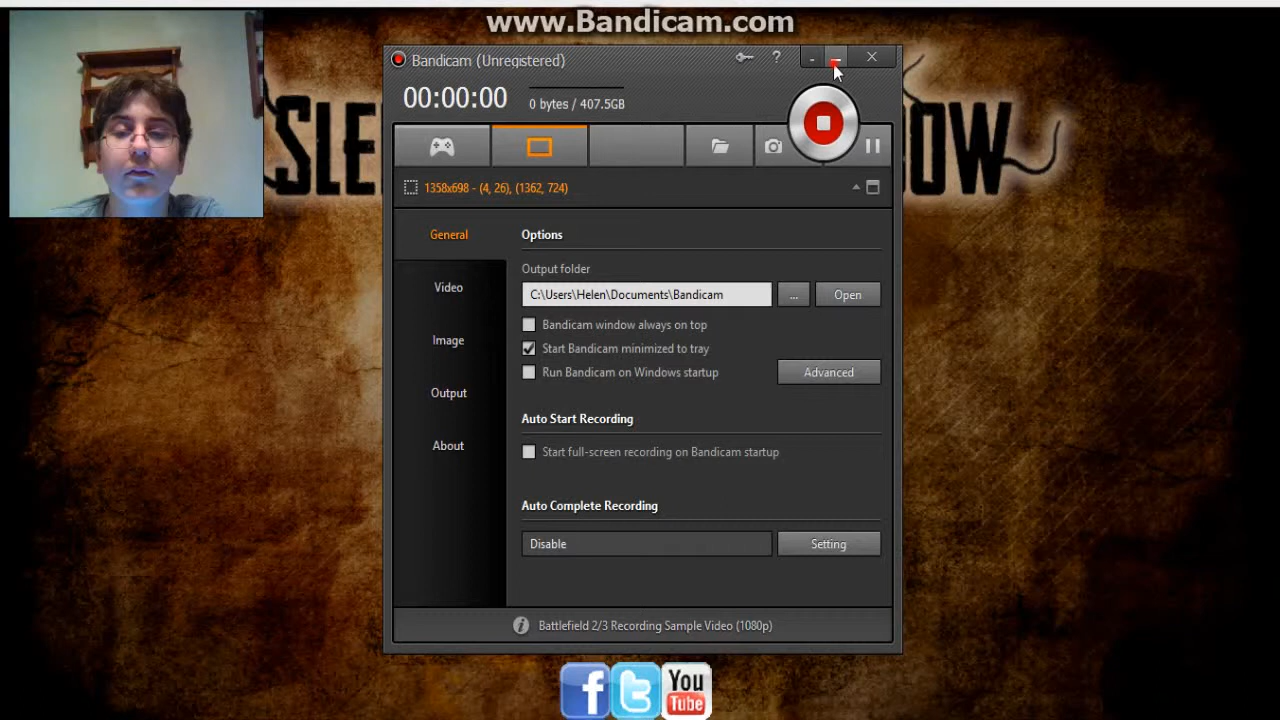 www.Bandicam.com
Bandicam (Unregistered)
?
00:00:00
0 bytes / 407.5GB
SLE
OW
1358x698 - (4, 26), (1362, 724)
General
Options
Output folder
Video
C:\Users\Helen\Documents\Bandicam
...
Open
Bandicam window always on top
Image
Start Bandicam minimized to tray
Run Bandicam on Windows startup
Advanced
Output
Auto Start Recording
About
Start full-screen recording on Bandicam startup
Auto Complete Recording
Disable
Setting
Battlefield 2/3 Recording Sample Video (1080p)
You
Tube